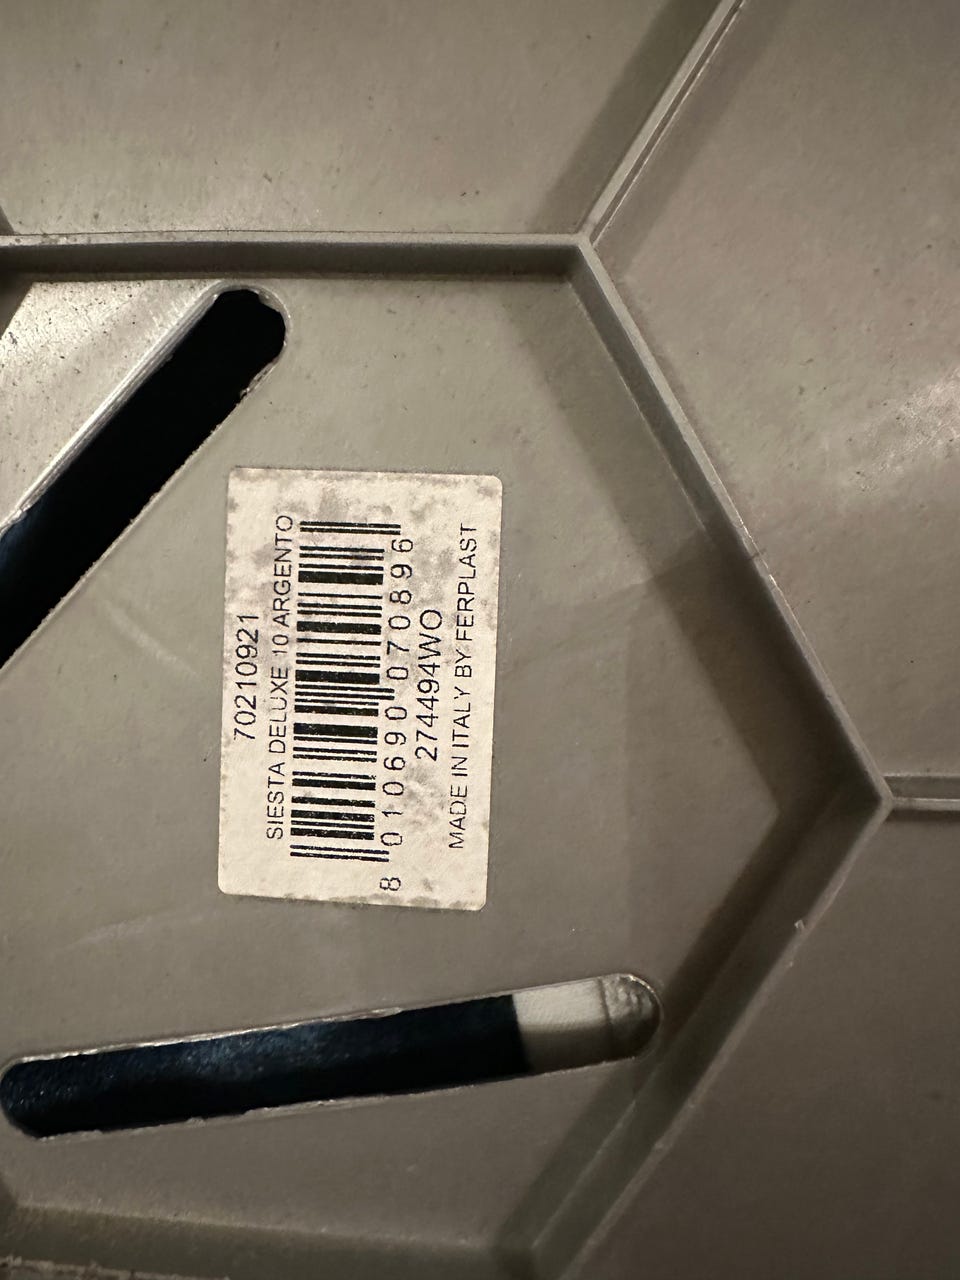 70210921
SIESTA DELUXE 10 ARGENTO
8 010690 070896
274494WO
MADE IN ITALY BY FERPLAST